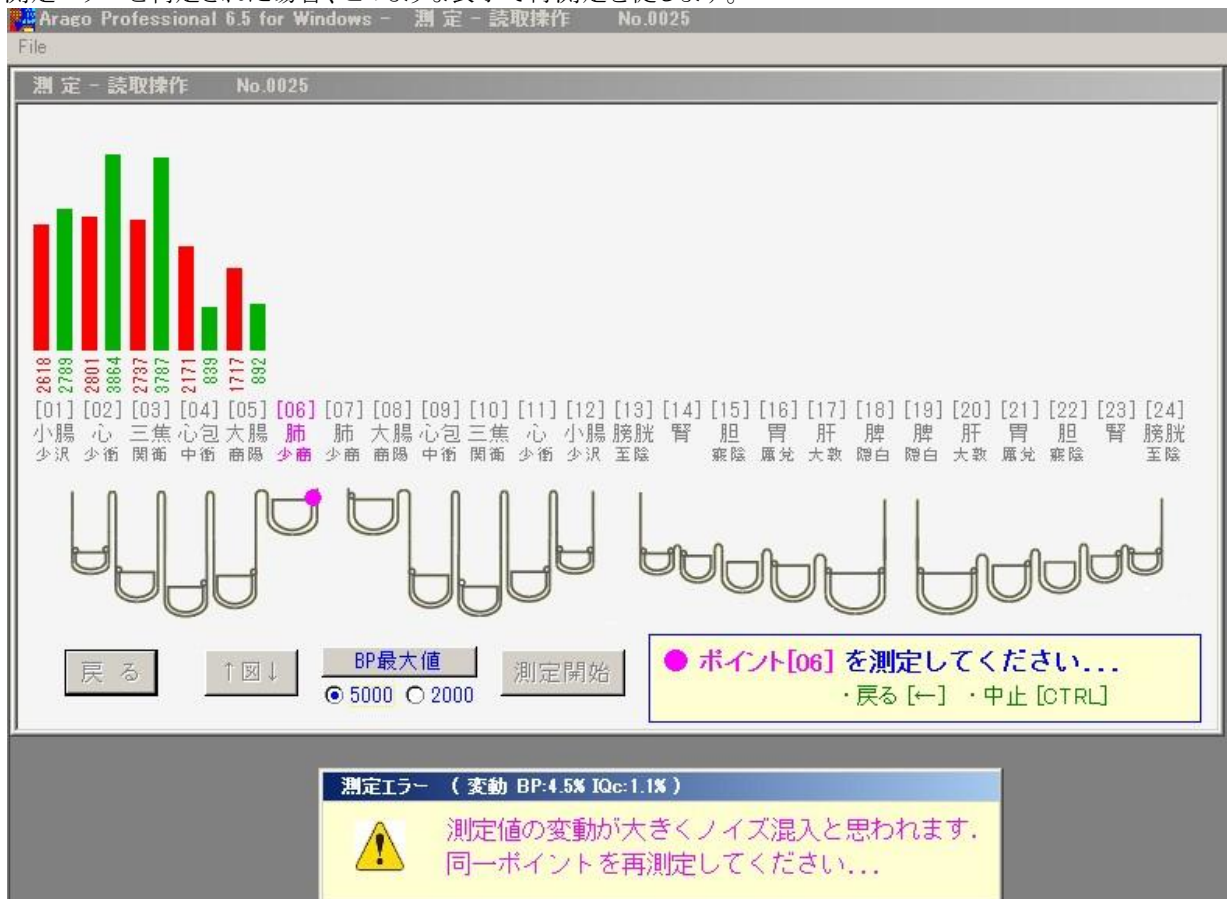 Arago Professional 6.5 for Windows - 測 定 - 読取操作 No.0025
File
測 定 - 読取操作 No.0025
2618 2789 2801 3864 2737 3787 2171 839 1717 892
[01] [02] [03] [04] [05] [06] [07] [08] [09] [10] [11] [12] [13] [14] [15] [16] [17] [18] [19] [20] [21] [22] [23] [24]
小腸 心 三焦 心包 大腸 肺 肺 大腸 心包 三焦 心 小腸 膀胱 腎 胆 胃 肝 脾 脾 肝 胃 胆 腎 膀胱
少沢 少衝 関衝 中衝 商陽 少商 少商 商陽 中衝 関衝 少衝 少沢 至陰 竅陰 厲兌 大敦 隠白 隠白 大敦 厲兌 竅陰 至陰
戻 る
↑図↓
BP最大値
5000 2000
測定開始
● ポイント[06] を測定してください...
・戻る [←] ・中止 [CTRL]
測定エラー ( 変動 BP:4.5% IQc:1.1% )
測定値の変動が大きくノイズ混入と思われます.
同一ポイントを再測定してください...